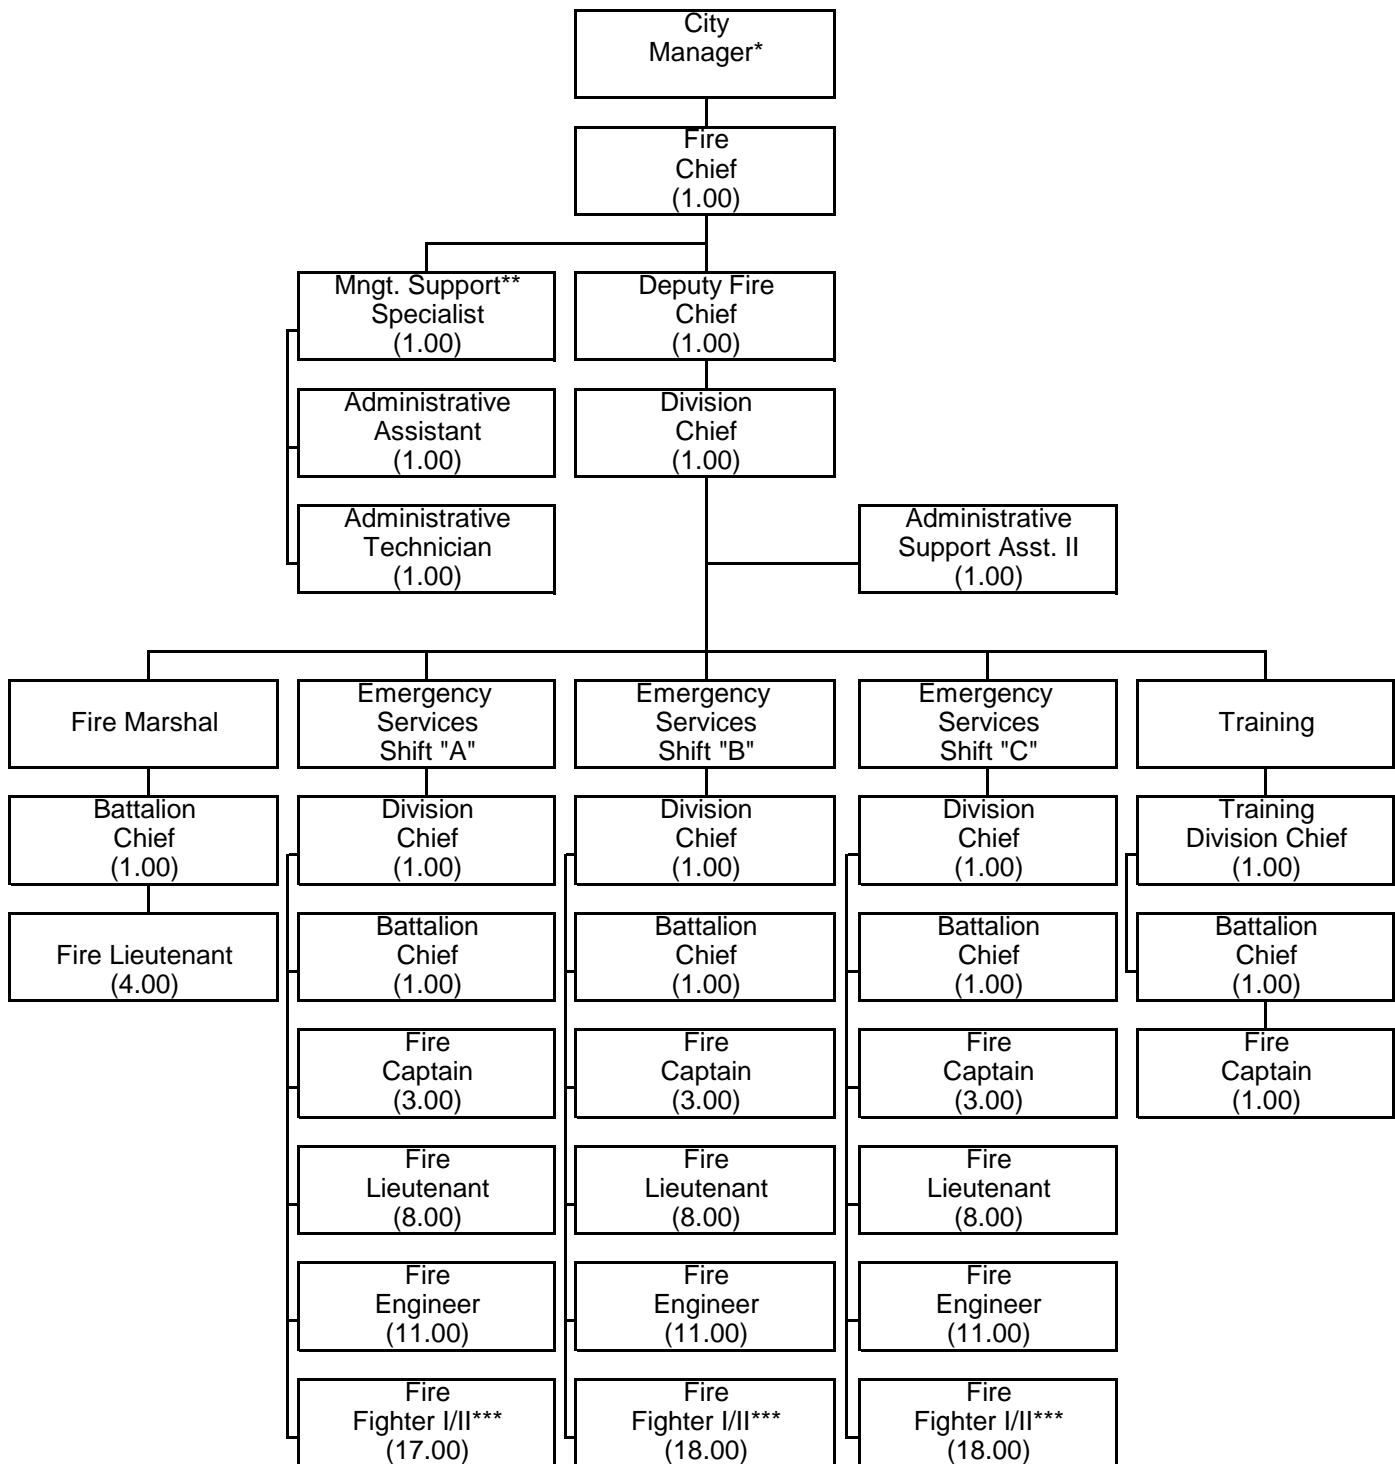 City
Manager*
Fire
Chief
(1.00)
Mngt. Support**
Specialist
(1.00)
Deputy Fire
Chief
(1.00)
Administrative
Assistant
(1.00)
Division
Chief
(1.00)
Administrative
Technician
(1.00)
Administrative
Support Asst. II
(1.00)
Fire Marshal
Emergency
Services
Shift "A"
Emergency
Services
Shift "B"
Emergency
Services
Shift "C"
Training
Battalion
Chief
(1.00)
Division
Chief
(1.00)
Division
Chief
(1.00)
Division
Chief
(1.00)
Training
Division Chief
(1.00)
Fire Lieutenant
(4.00)
Battalion
Chief
(1.00)
Battalion
Chief
(1.00)
Battalion
Chief
(1.00)
Battalion
Chief
(1.00)
Fire
Captain
(3.00)
Fire
Captain
(3.00)
Fire
Captain
(3.00)
Fire
Captain
(1.00)
Fire
Lieutenant
(8.00)
Fire
Lieutenant
(8.00)
Fire
Lieutenant
(8.00)
Fire
Engineer
(11.00)
Fire
Engineer
(11.00)
Fire
Engineer
(11.00)
Fire
Fighter I/II***
(17.00)
Fire
Fighter I/II***
(18.00)
Fire
Fighter I/II***
(18.00)